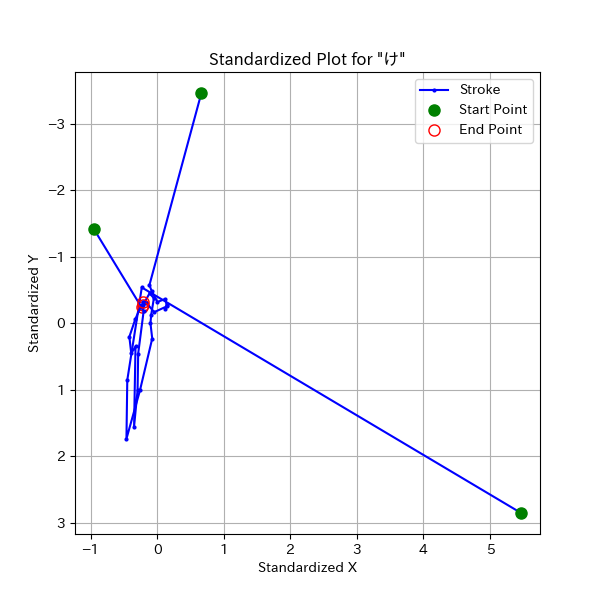 Standardized Plot for "け"
Stroke
Start Point
End Point
Standardized Y
−3
−2
−1
0
1
2
3
−1 0 1 2 3 4 5
Standardized X